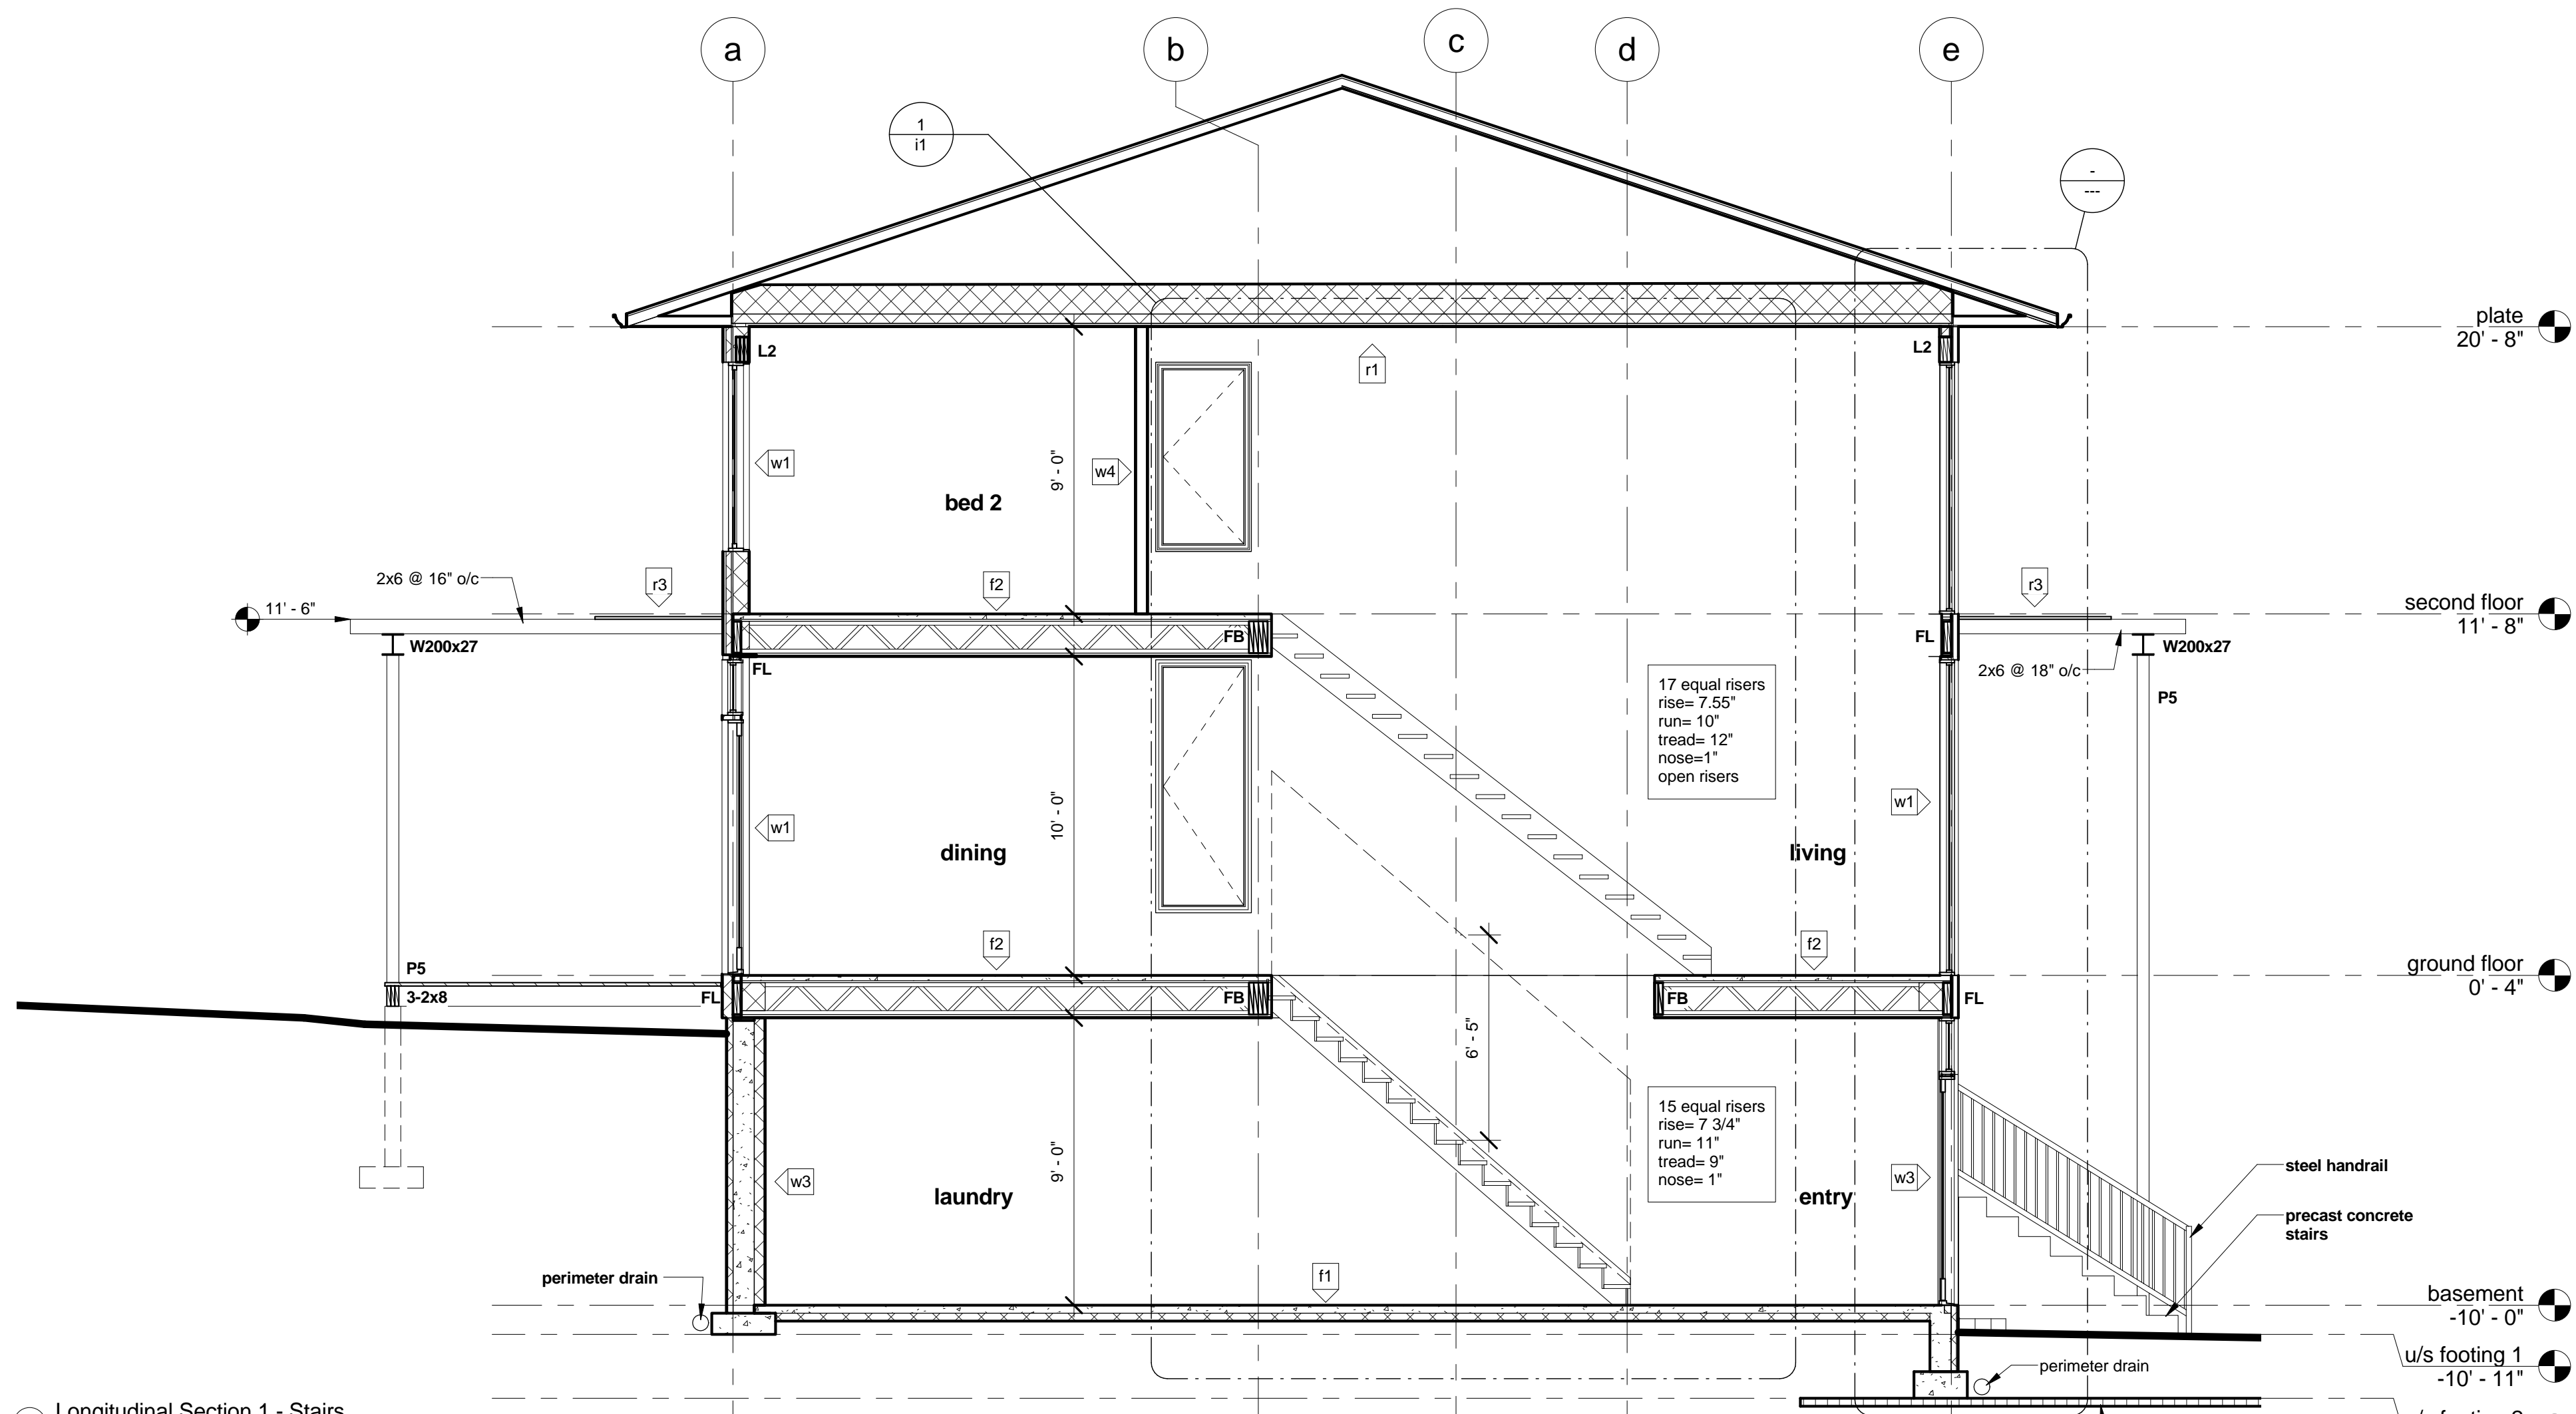 a
b
c
d
e
1
i1
-
---
plate
20' - 8"
L2
L2
r1
w1
9' - 0"
w4
bed 2
2x6 @ 16" o/c
r3
f2
r3
second floor
11' - 8"
11' - 6"
W200x27
FB
FL
W200x27
FL
2x6 @ 18" o/c
17 equal risers
rise= 7.55"
run= 10"
tread= 12"
nose=1"
open risers
P5
w1
10' - 0"
w1
dining
living
f2
f2
P5
3-2x8
FL
FB
FB
FL
ground floor
0' - 4"
6' - 5"
15 equal risers
rise= 7 3/4"
run= 11"
tread= 9"
nose= 1"
w3
9' - 0"
laundry
entry
w3
steel handrail
precast concrete
stairs
perimeter drain
f1
basement
-10' - 0"
u/s footing 1
-10' - 11"
perimeter drain
Longitudinal Section 1 - Stairs